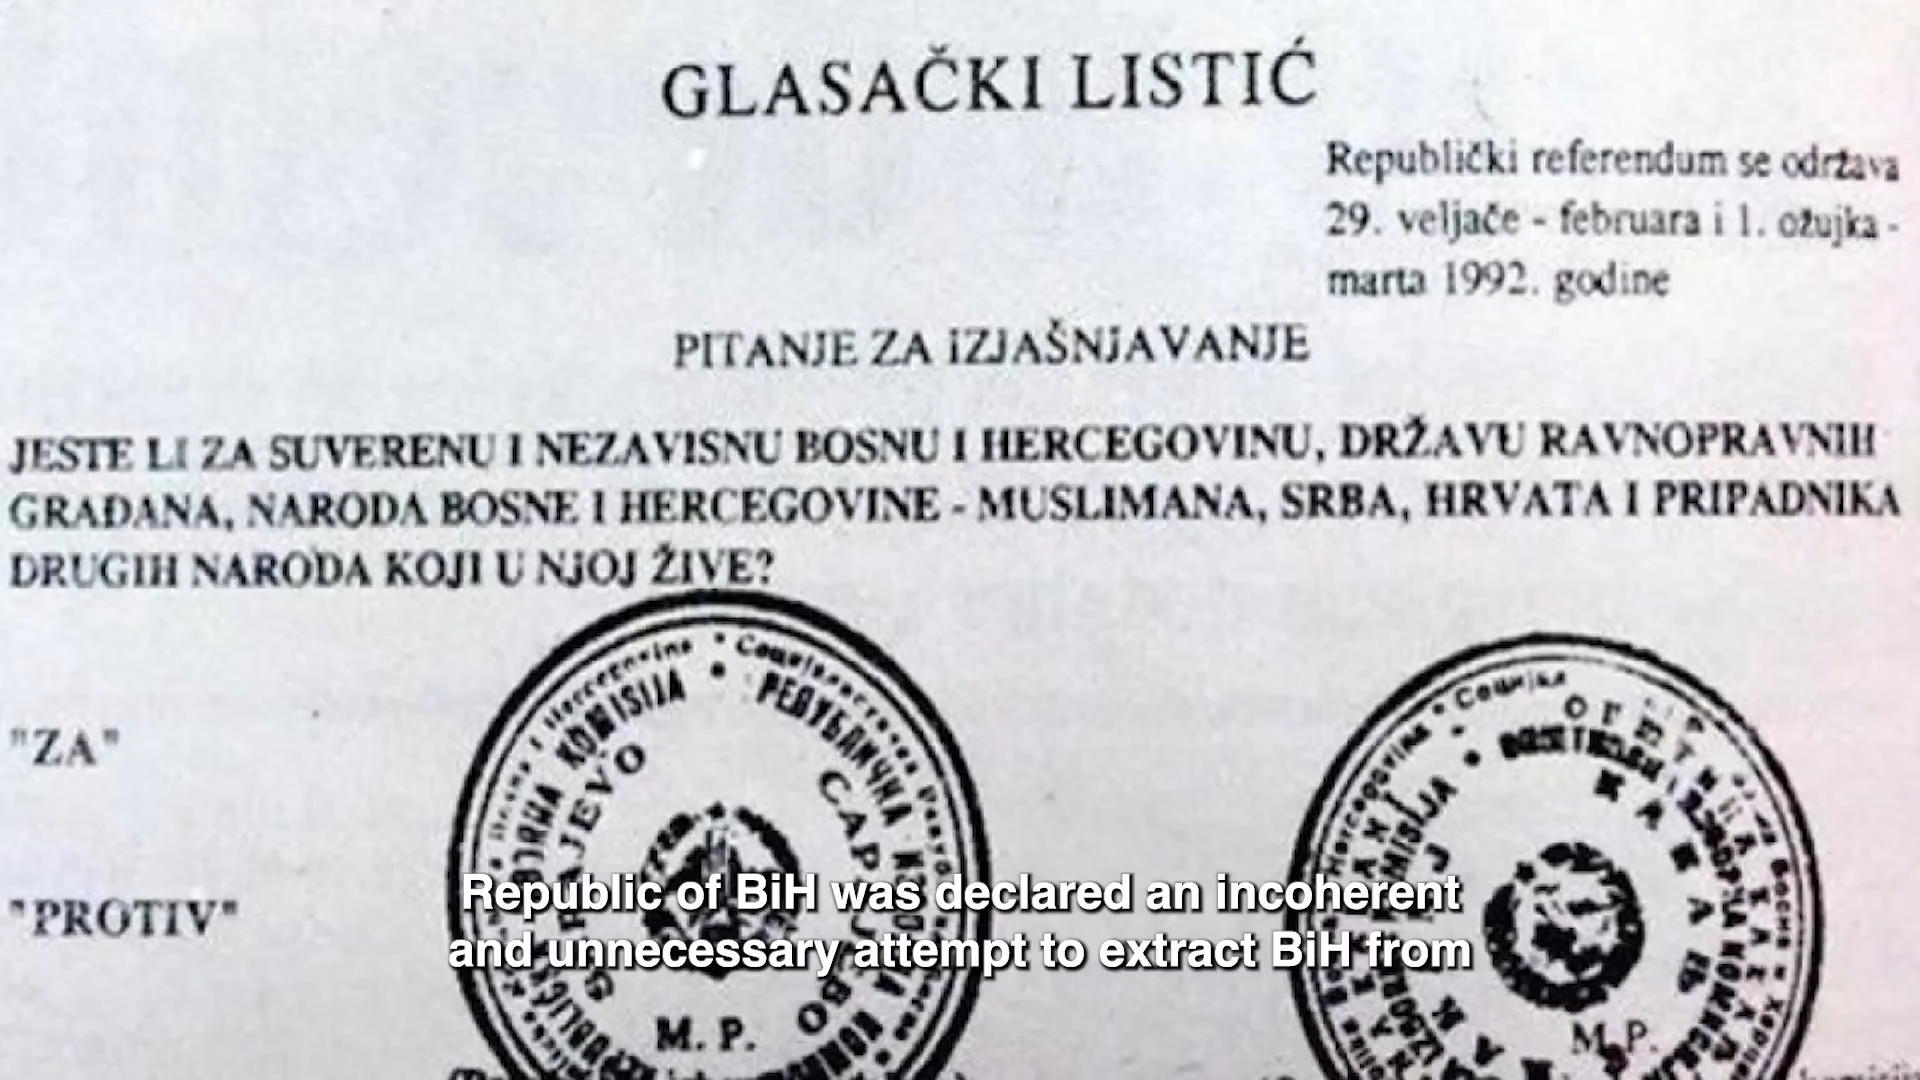 GLASAČKI LISTIĆ
Republički referendum se održava
29. veljače - februara i 1. ožujka -
marta 1992. godine
PITANJE ZA IZJAŠNJAVANJE
JESTE LI ZA SUVERENU I NEZAVISNU BOSNU I HERCEGOVINU, DRŽAVU RAVNOPRAVNIH
GRAĐANA, NARODA BOSNE I HERCEGOVINE - MUSLIMANA, SRBA, HRVATA I PRIPADNIKA
DRUGIH NARODA KOJI U NJOJ ŽIVE?
"ZA"
"PROTIV"
KOMISIJA
РЕПУБЛИЧКА
M. P.
M. P.
Republic of BiH was declared an incoherent
and unnecessary attempt to extract BiH from